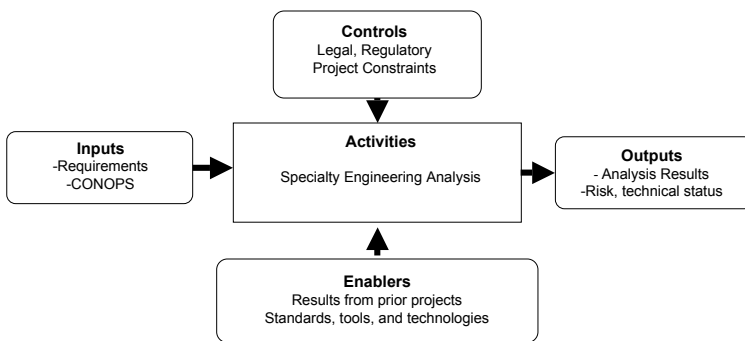 Controls
Legal, Regulatory
Project Constraints
Inputs
-Requirements
-CONOPS
Activities
Specialty Engineering Analysis
Outputs
- Analysis Results
-Risk, technical status
Enablers
Results from prior projects
Standards, tools, and technologies